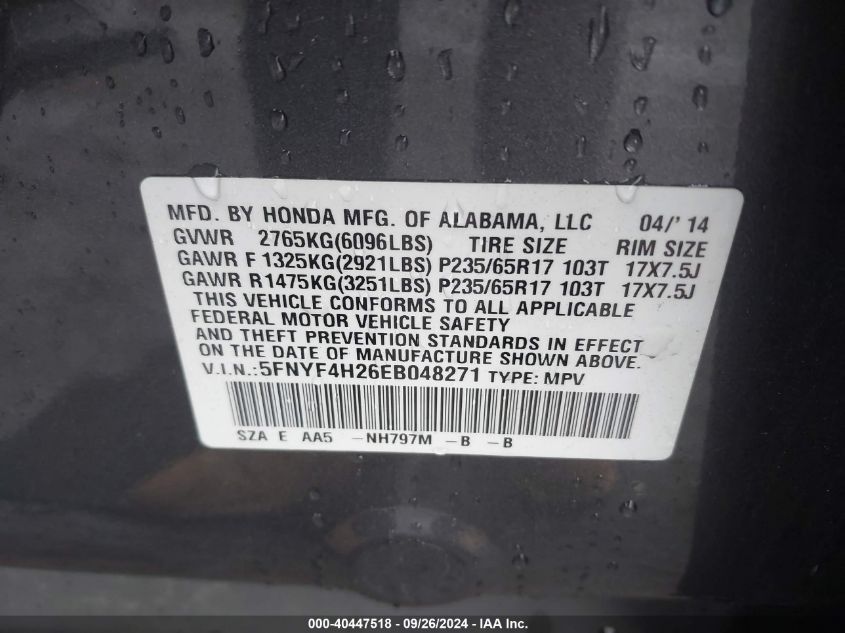 MFD. BY HONDA MFG. OF ALABAMA, LLC 04/' 14
GVWR 2765KG(6096LBS) TIRE SIZE RIM SIZE
GAWR F 1325KG(2921LBS) P235/65R17 103T 17X7.5J
GAWR R1475KG(3251LBS) P235/65R17 103T 17X7.5J
THIS VEHICLE CONFORMS TO ALL APPLICABLE
FEDERAL MOTOR VEHICLE SAFETY
AND THEFT PREVENTION STANDARDS IN EFFECT
ON THE DATE OF MANUFACTURE SHOWN ABOVE.
V.I.N.:5FNYF4H26EB048271 TYPE: MPV
SZA E AA5 -NH797M -B -B
000-40447518 - 09/26/2024 - IAA Inc.